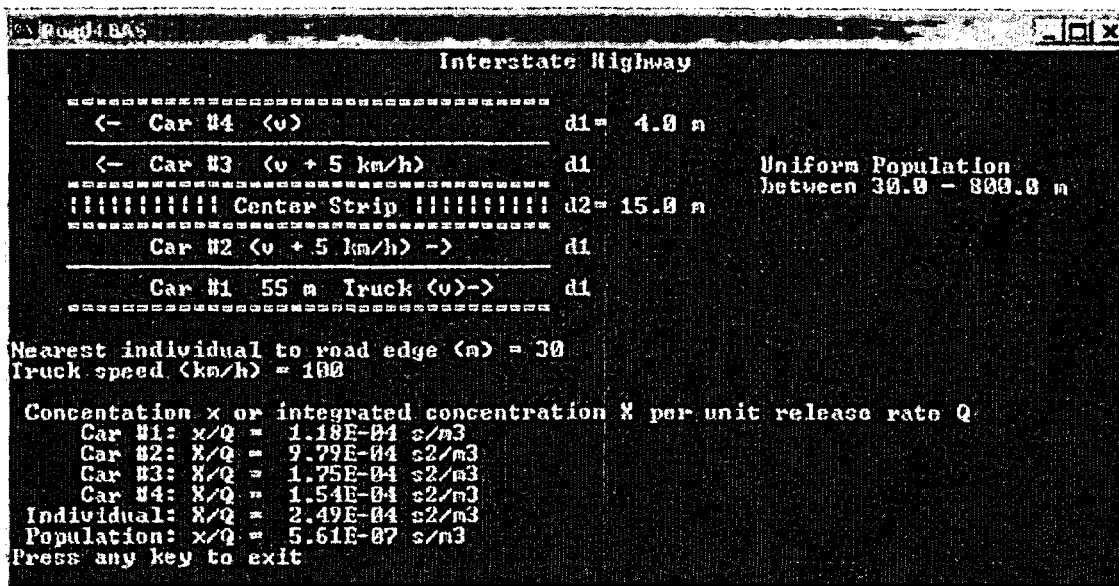 Road4.BAS
Interstate Highway
<- Car #4 <v> d1= 4.0 m
<- Car #3 <v + 5 km/h> d1
Uniform Population
between 30.0 - 800.0 m
Center Strip d2= 15.0 m
Car #2 <v + 5 km/h> -> d1
Car #1 55 m Truck <v>-> d1
Nearest individual to road edge <m> = 30
Truck speed <km/h> = 100
Concentation x or integrated concentration X per unit release rate Q
Car #1: x/Q = 1.18E-04 s/m3
Car #2: X/Q = 9.79E-04 s2/m3
Car #3: X/Q = 1.75E-04 s2/m3
Car #4: X/Q = 1.54E-04 s2/m3
Individual: X/Q = 2.49E-04 s2/m3
Population: x/Q = 5.61E-07 s/m3
Press any key to exit